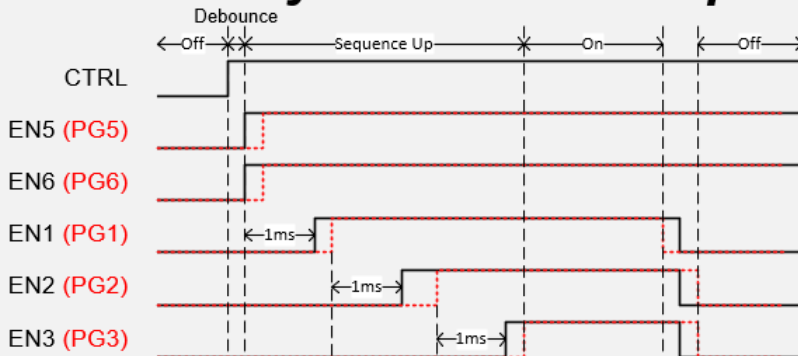 Debounce
Off Sequence Up On Off
CTRL
EN5 (PG5)
EN6 (PG6)
EN1 (PG1) 1ms
EN2 (PG2) 1ms
EN3 (PG3) 1ms